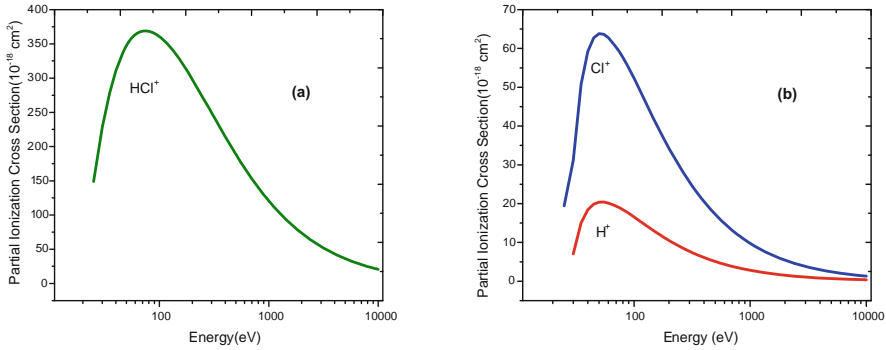 400
350
300
250
200
150
100
50
0
Partial Ionization Cross Section(10⁻¹⁸ cm²)
HCl⁺
(a)
100
1000
10000
Energy(eV)
70
60
50
40
30
20
10
0
Partial Ionization Cross Section(10⁻¹⁸ cm²)
Cl⁺
(b)
H⁺
100
1000
10000
Energy (eV)